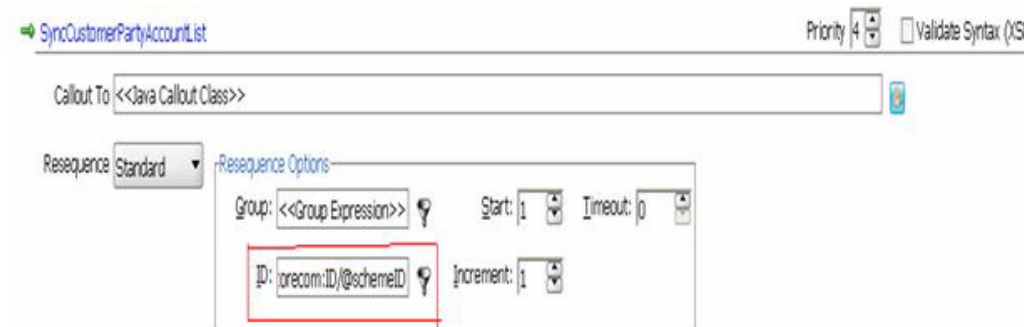 SyncCustomerPartyAccountList Priority 4 Validate Syntax (XS
Callout To <<Java Callout Class>>
Resequence Standard Resequence Options
Group: <<Group Expression>> Start: 1 Timeout: 0
ID: orecom:ID/@schemeID Increment: 1